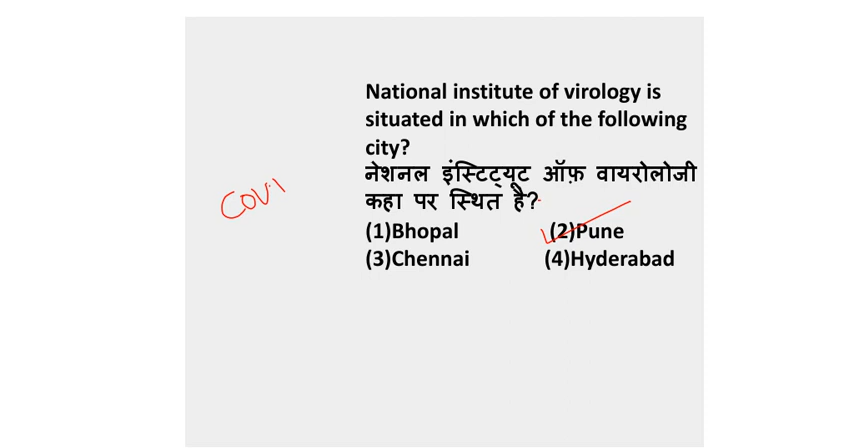 National institute of virology is
situated in which of the following
city?
नेशनल इंस्टिट्यूट ऑफ़ वायरोलोजी
कहा पर स्थित है?
COVI
(1)Bhopal (2)Pune
(3)Chennai (4)Hyderabad